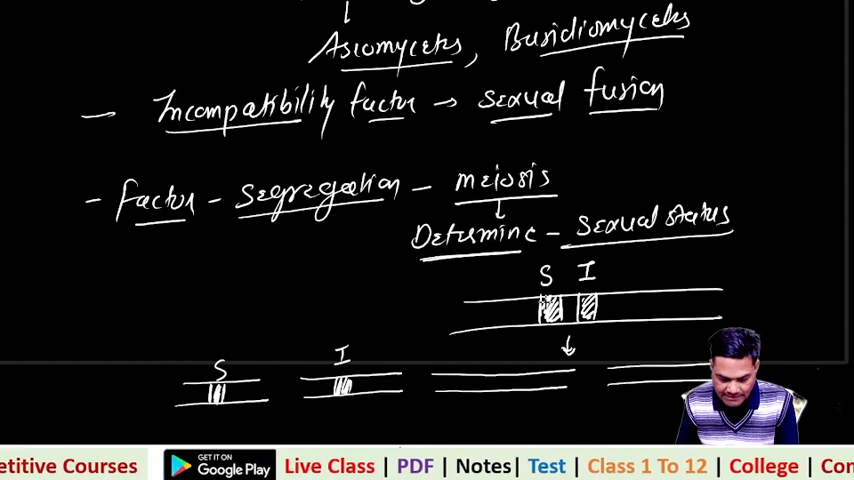 Ascomycetes, Basidiomycetes
— Incompatibility factor → sexual fusion
- Factor - segregation - meiosis
Determine - sexual status
S I
S I
etitive Courses GET IT ON Google Play Live Class | PDF | Notes| Test | Class 1 To 12 | College | Con